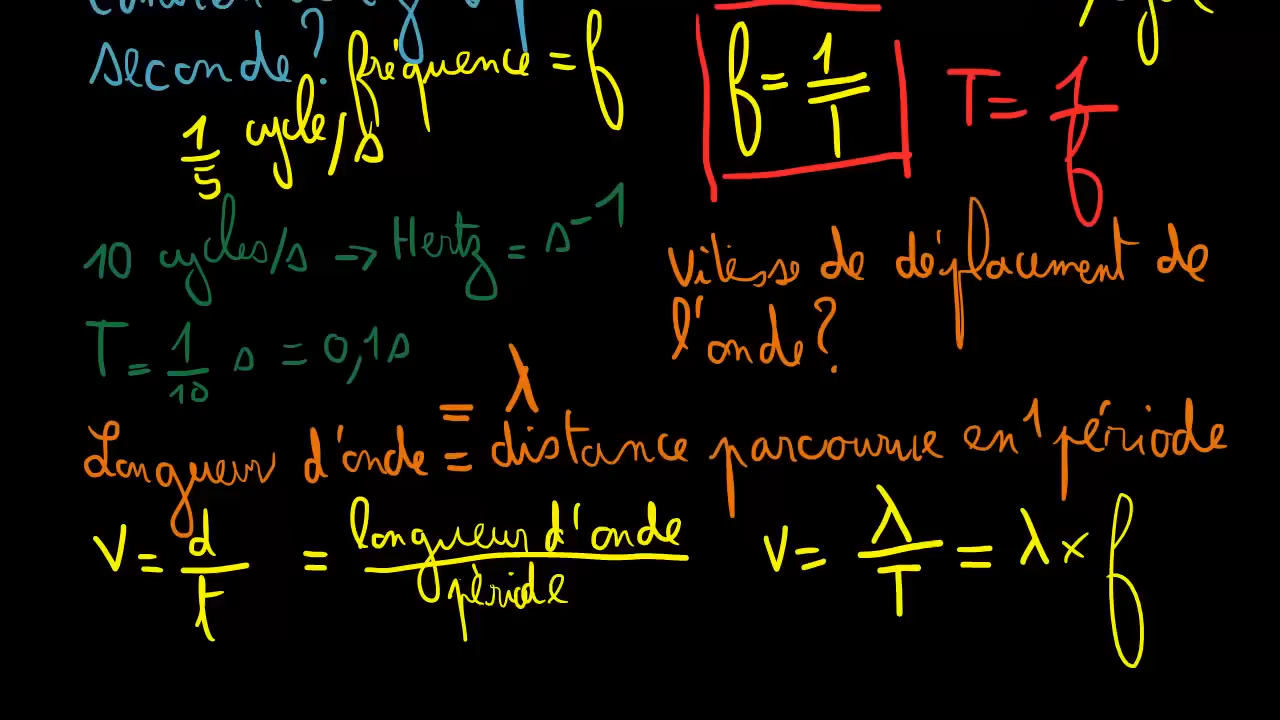 seconde?
fréquence = f
1/5 cycle/s
f = 1/T
T = 1/f
10 cycles/s → Hertz = s⁻¹
T = 1/10 s = 0,1s
vitesse de déplacement de
l'onde?
= λ
Longueur d'onde = distance parcourue en 1 période
v = d/t = longueur d'onde/période
v = λ/T = λ × f